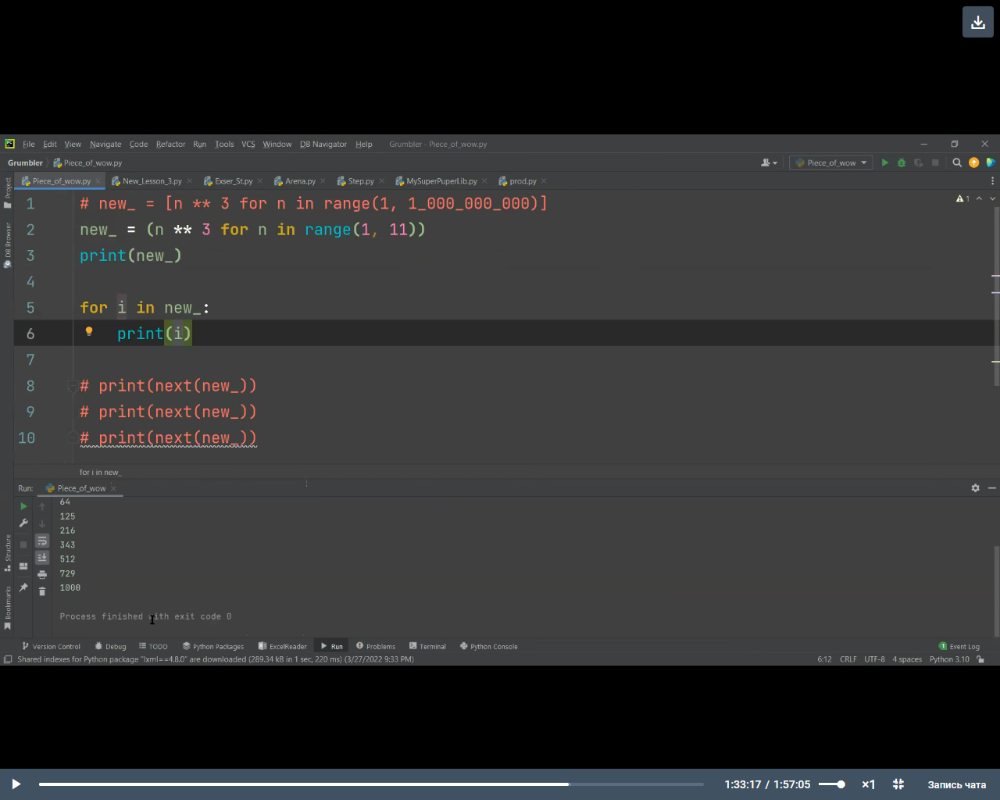 File Edit View Navigate Code Refactor Run Tools VCS Window DB Navigator Help Grumbler - Piece_of_wow.py
Grumbler Piece_of_wow.py Piece_of_wow
Piece_of_wow.py New_Lesson_3.py Exser_St.py Arena.py Step.py MySuperPuperLib.py prod.py
Project
DB Browser
Structure
Bookmarks
1 # new_ = [n ** 3 for n in range(1, 1_000_000_000)]
2 new_ = (n ** 3 for n in range(1, 11))
3 print(new_)
4
5 for i in new_:
6 print(i)
7
8 # print(next(new_))
9 # print(next(new_))
10 # print(next(new_))
1
for i in new_
Run: Piece_of_wow
64
125
216
343
512
729
1000
Process finished with exit code 0
Version Control Debug TODO Python Packages ExcelReader Run Problems Terminal Python Console 1 Event Log
Shared indexes for Python package "lxml==4.8.0" are downloaded (289.34 kB in 1 sec, 220 ms) (3/27/2022 9:33 PM) 6:12 CRLF UTF-8 4 spaces Python 3.10
1:33:17 / 1:57:05 ×1 Запись чата